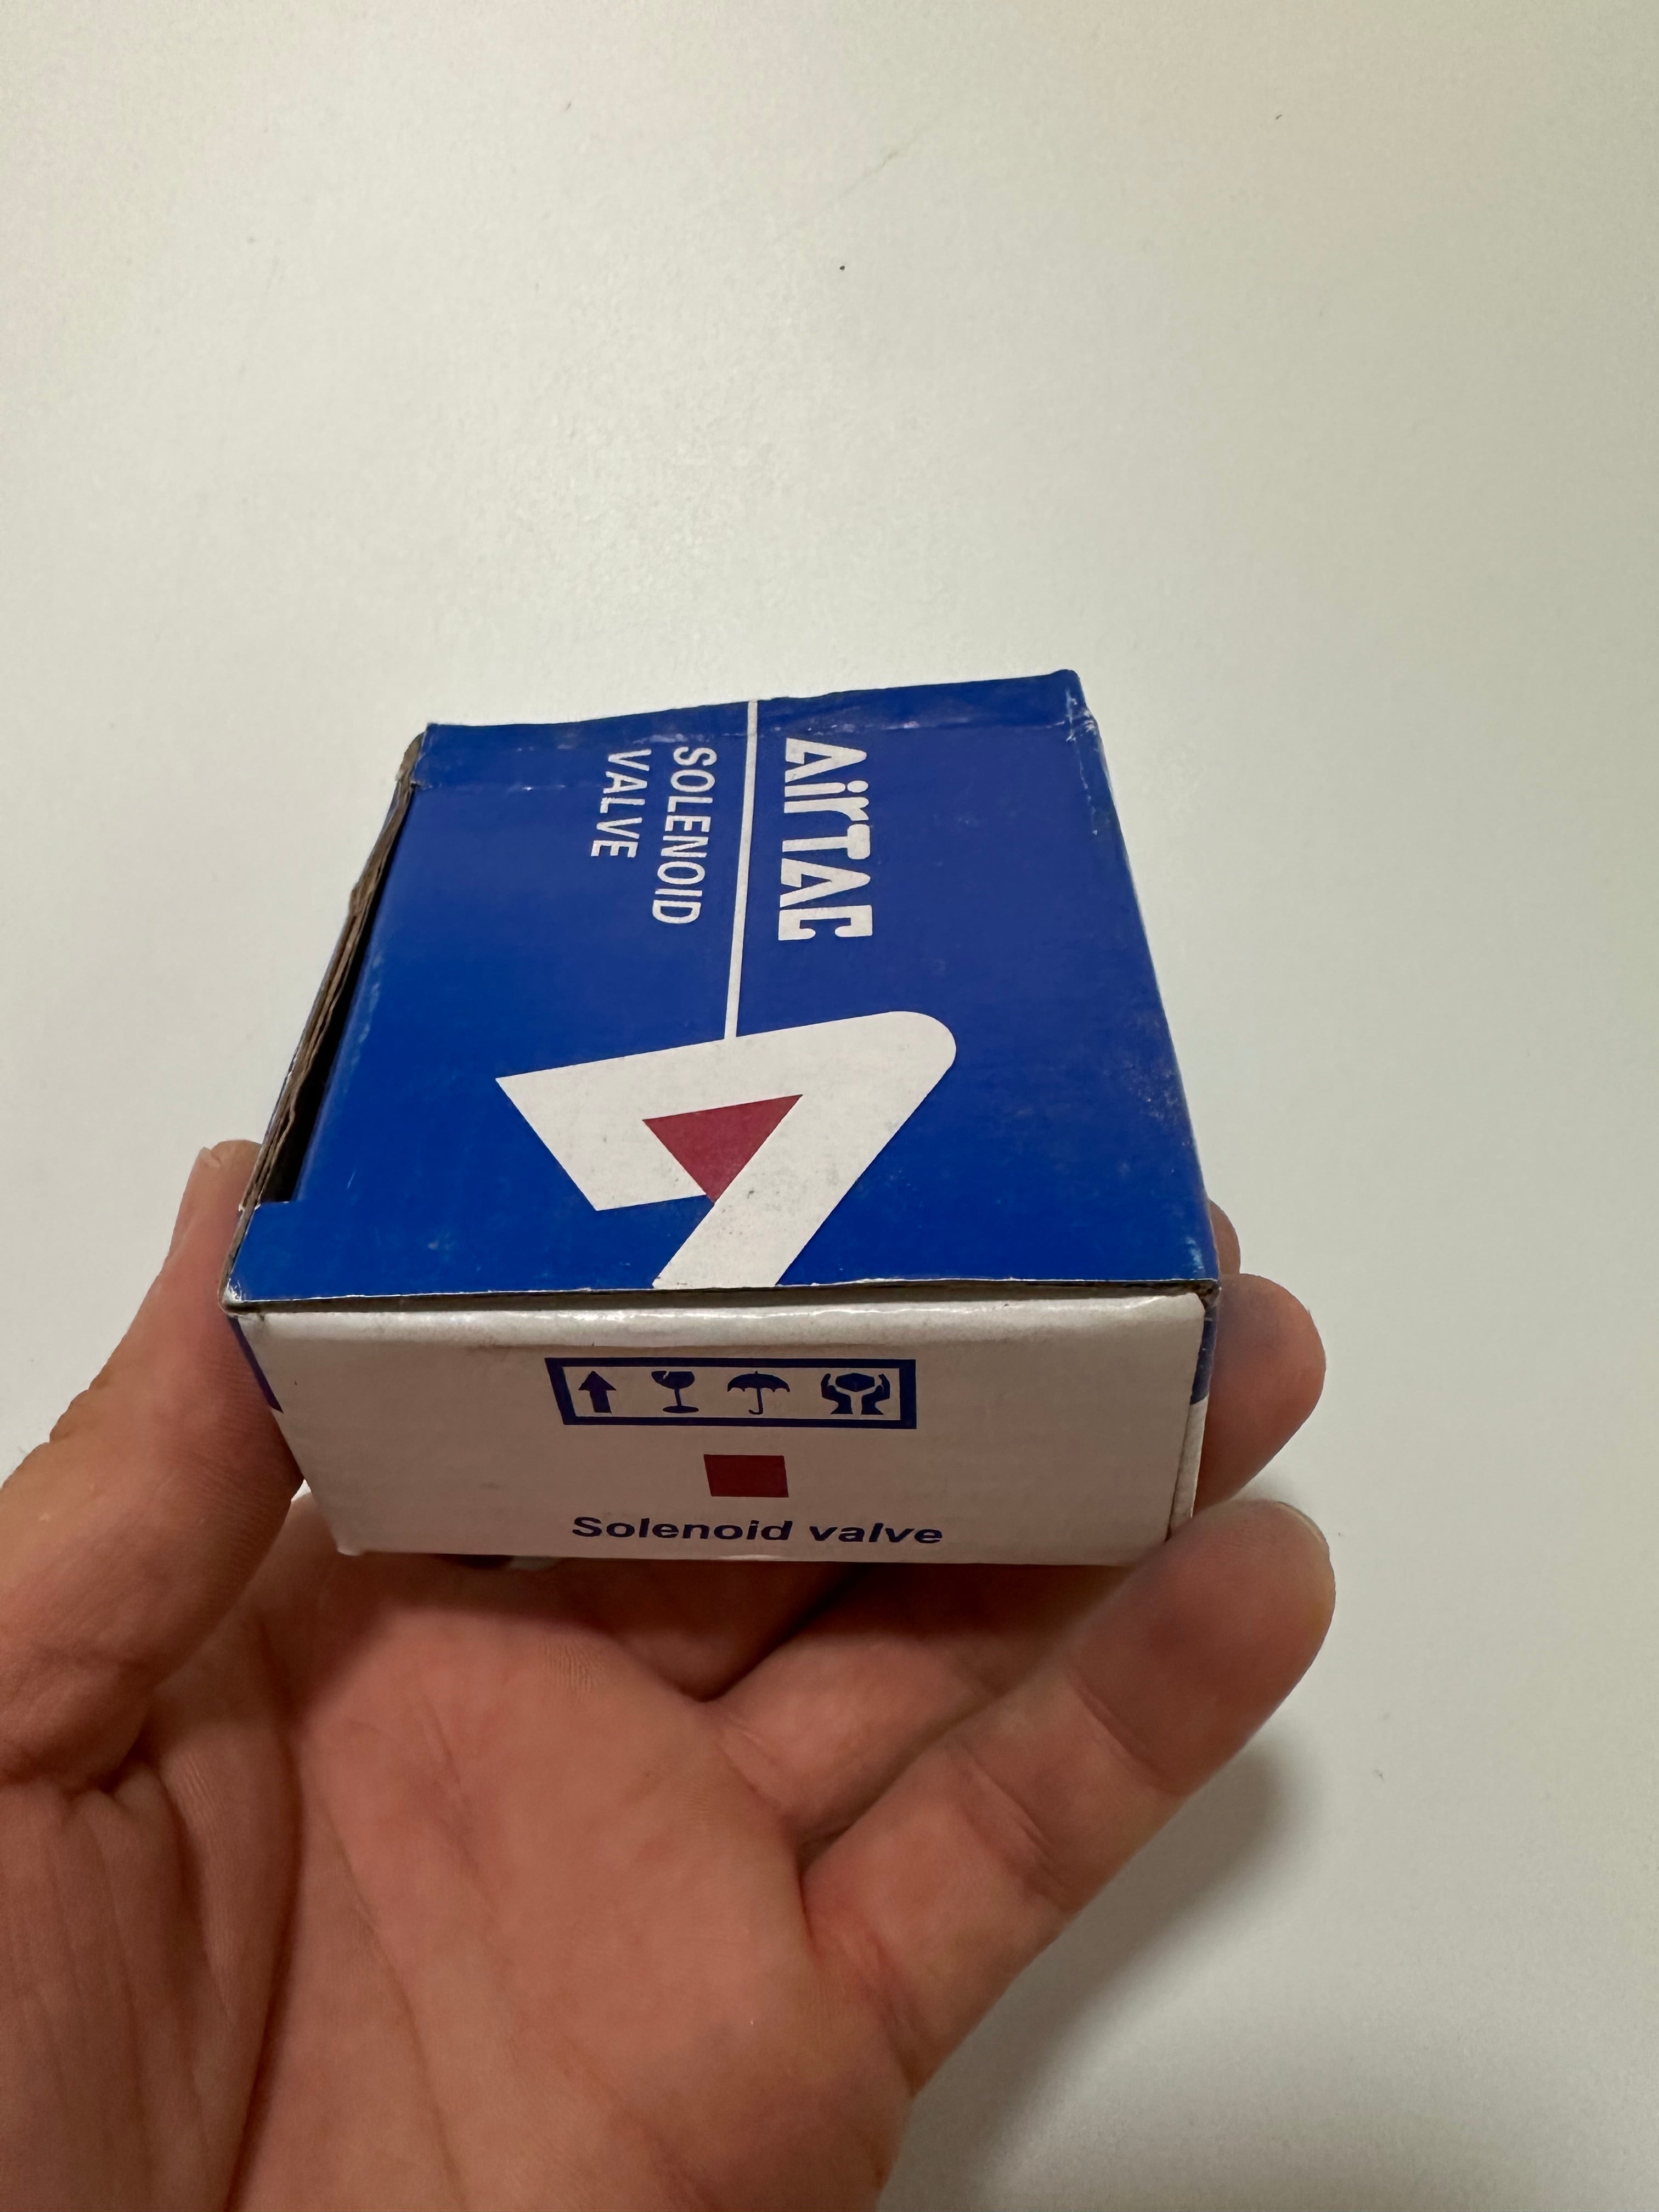 AirTAC
SOLENOID
VALVE
Solenoid valve